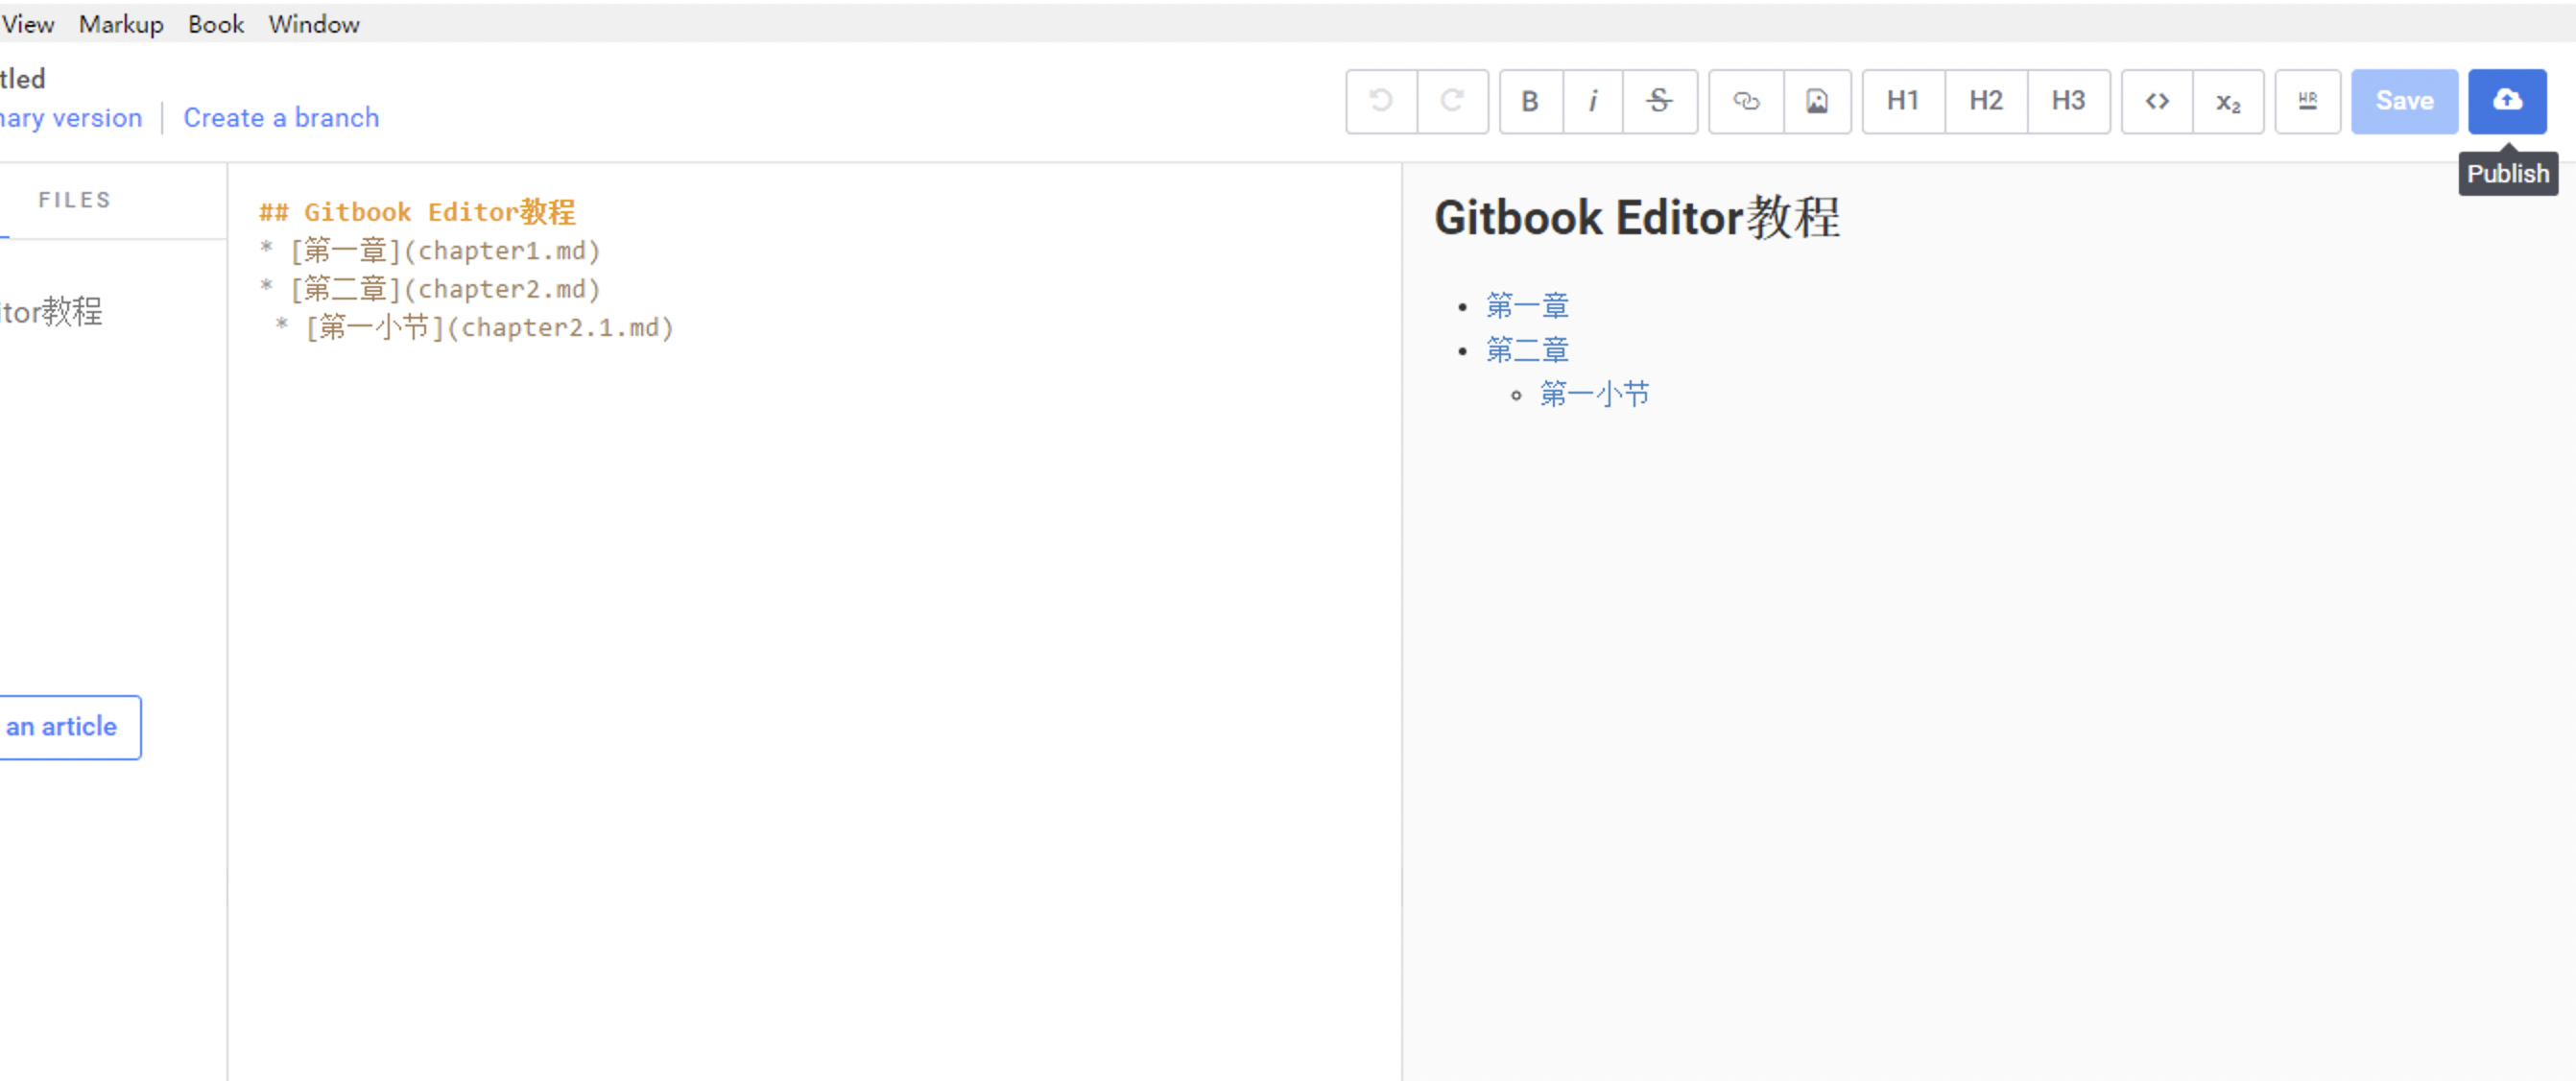 View Markup Book Window
tled
nary version Create a branch
B i S H1 H2 H3 <> x₂ HR Save
Publish
FILES
itor教程
an article
## Gitbook Editor教程
* [第一章](chapter1.md)
* [第二章](chapter2.md)
* [第一小节](chapter2.1.md)
Gitbook Editor教程
第一章
第二章
第一小节